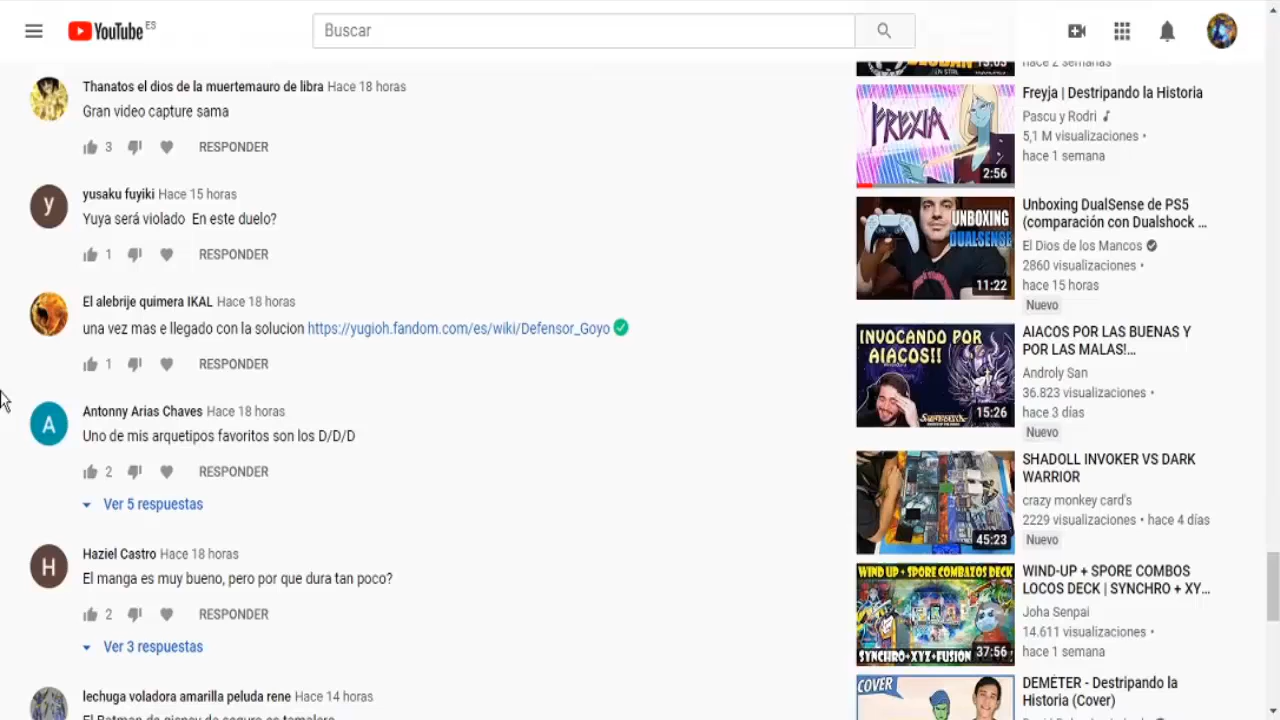 YouTube ES
Buscar
Thanatos el dios de la muertemauro de libra Hace 18 horas
Gran video capture sama
3 RESPONDER
y
yusaku fuyiki Hace 15 horas
Yuya será violado En este duelo?
1 RESPONDER
El alebrije quimera IKAL Hace 18 horas
una vez mas e llegado con la solucion https://yugioh.fandom.com/es/wiki/Defensor_Goyo
1 RESPONDER
A
Antonny Arias Chaves Hace 18 horas
Uno de mis arquetipos favoritos son los D/D/D
2 RESPONDER
Ver 5 respuestas
H
Haziel Castro Hace 18 horas
El manga es muy bueno, pero por que dura tan poco?
2 RESPONDER
Ver 3 respuestas
lechuga voladora amarilla peluda rene Hace 14 horas
hace 2 semanas
FREYJA
2:56
Freyja | Destripando la Historia
Pascu y Rodri
5,1 M visualizaciones •
hace 1 semana
UNBOXING
DUALSENSE
11:22
Unboxing DualSense de PS5
(comparación con Dualshock ...
El Dios de los Mancos
2860 visualizaciones •
hace 15 horas
Nuevo
INVOCANDO POR
AIACOS!!
15:26
AIACOS POR LAS BUENAS Y
POR LAS MALAS!...
Androly San
36.823 visualizaciones •
hace 3 días
Nuevo
45:23
SHADOLL INVOKER VS DARK
WARRIOR
crazy monkey card's
2229 visualizaciones • hace 4 días
Nuevo
WIND UP + SPORE COMBAZOS DECK
SYNCHRO+XYZ+FUSION
37:56
WIND-UP + SPORE COMBOS
LOCOS DECK | SYNCHRO + XY...
Joha Senpai
14.611 visualizaciones •
hace 1 semana
COVER
DEMÉTER - Destripando la
Historia (Cover)